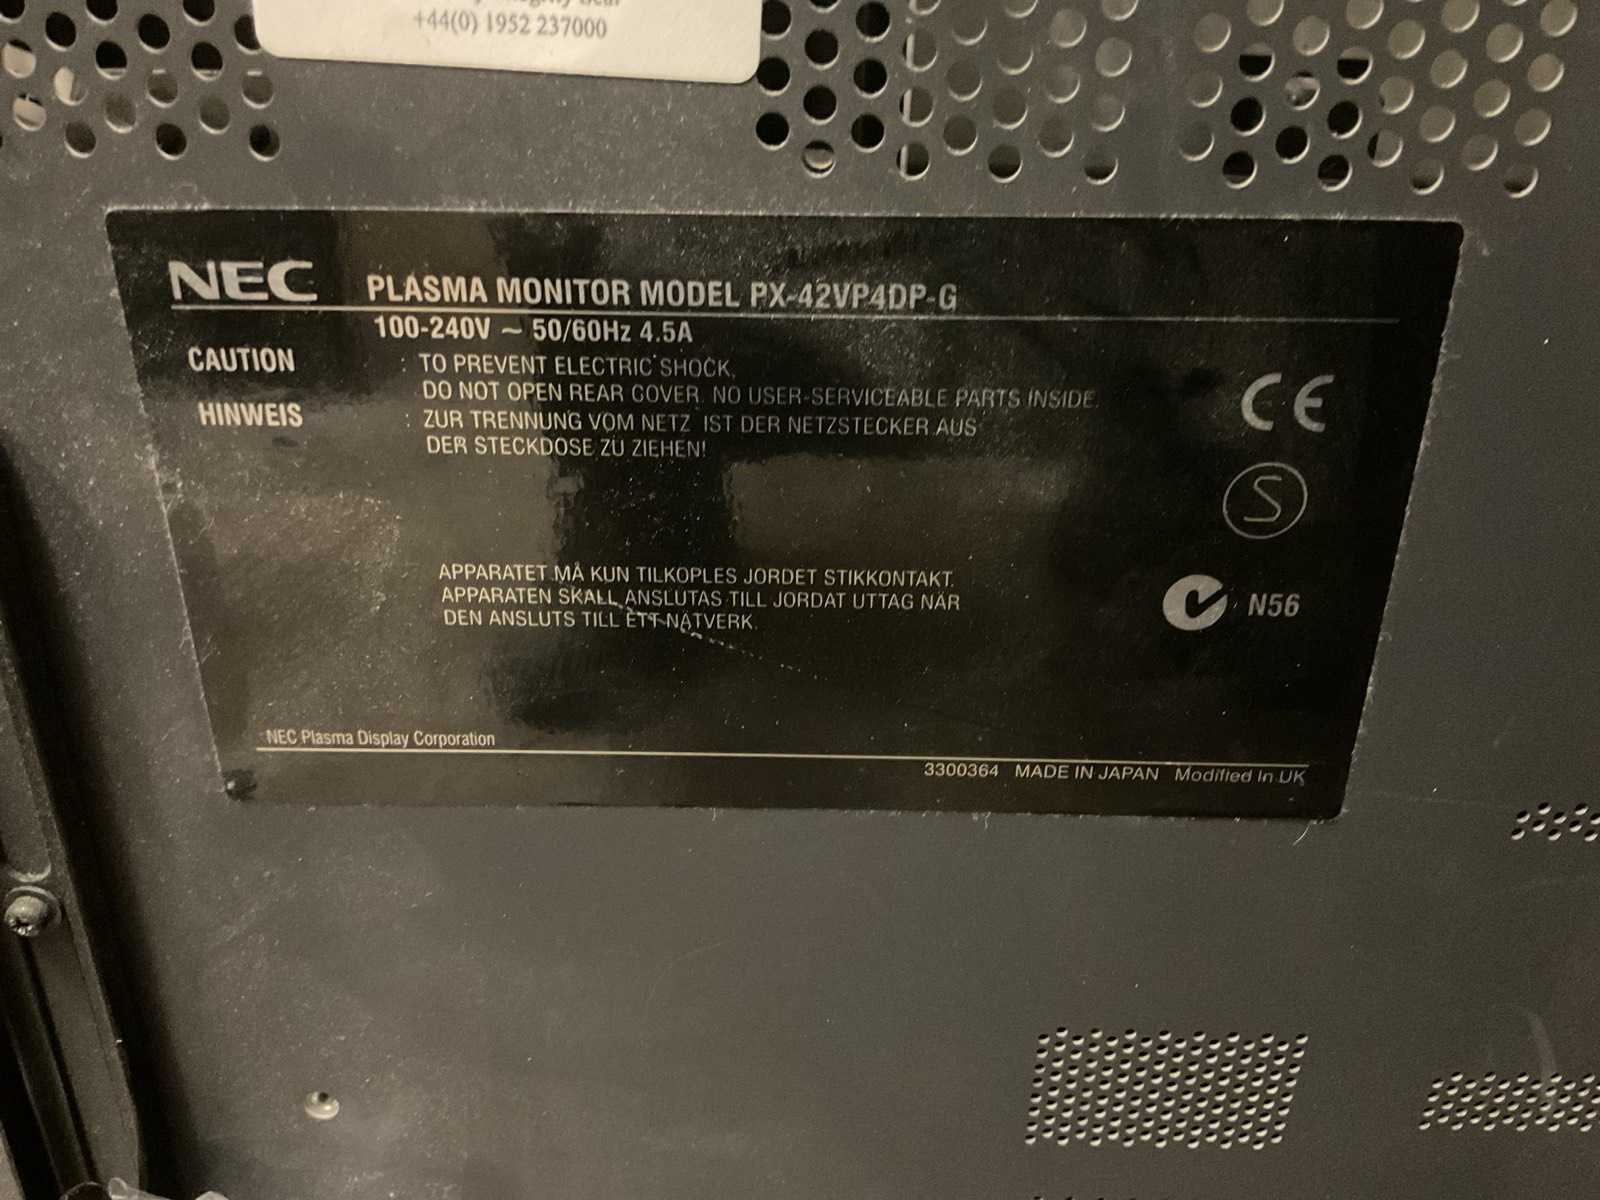 +44(0) 1952 237000
NEC PLASMA MONITOR MODEL PX-42VP4DP-G
100-240V ~ 50/60Hz 4.5A
CAUTION : TO PREVENT ELECTRIC SHOCK,
DO NOT OPEN REAR COVER. NO USER-SERVICEABLE PARTS INSIDE.
HINWEIS : ZUR TRENNUNG VOM NETZ IST DER NETZSTECKER AUS
DER STECKDOSE ZU ZIEHEN!
CE
S
APPARATET MÅ KUN TILKOPLES JORDET STIKKONTAKT.
APPARATEN SKALL ANSLUTAS TILL JORDAT UTTAG NÄR
DEN ANSLUTS TILL ETT NÄTVERK.
N56
NEC Plasma Display Corporation
3300364 MADE IN JAPAN Modified In UK